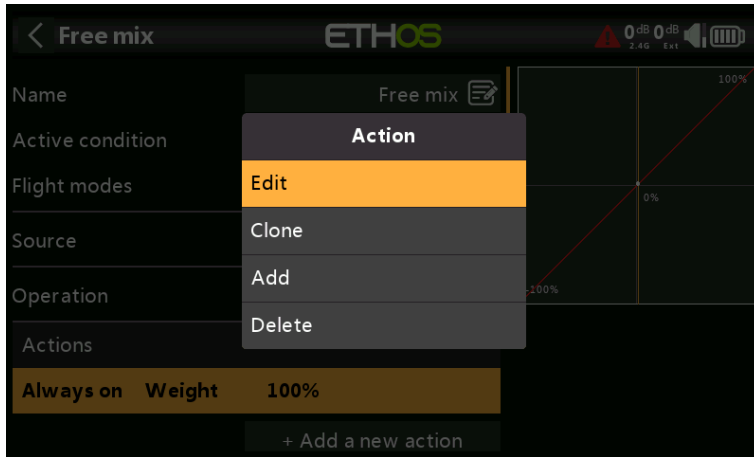 Free mix
ETHOS
0dB 0dB
2.4G Ext
Name
Free mix
100%
Active condition
Action
Flight modes
Edit
0%
Source
Clone
Add
Operation
-100%
Delete
Actions
Always on Weight 100%
+ Add a new action